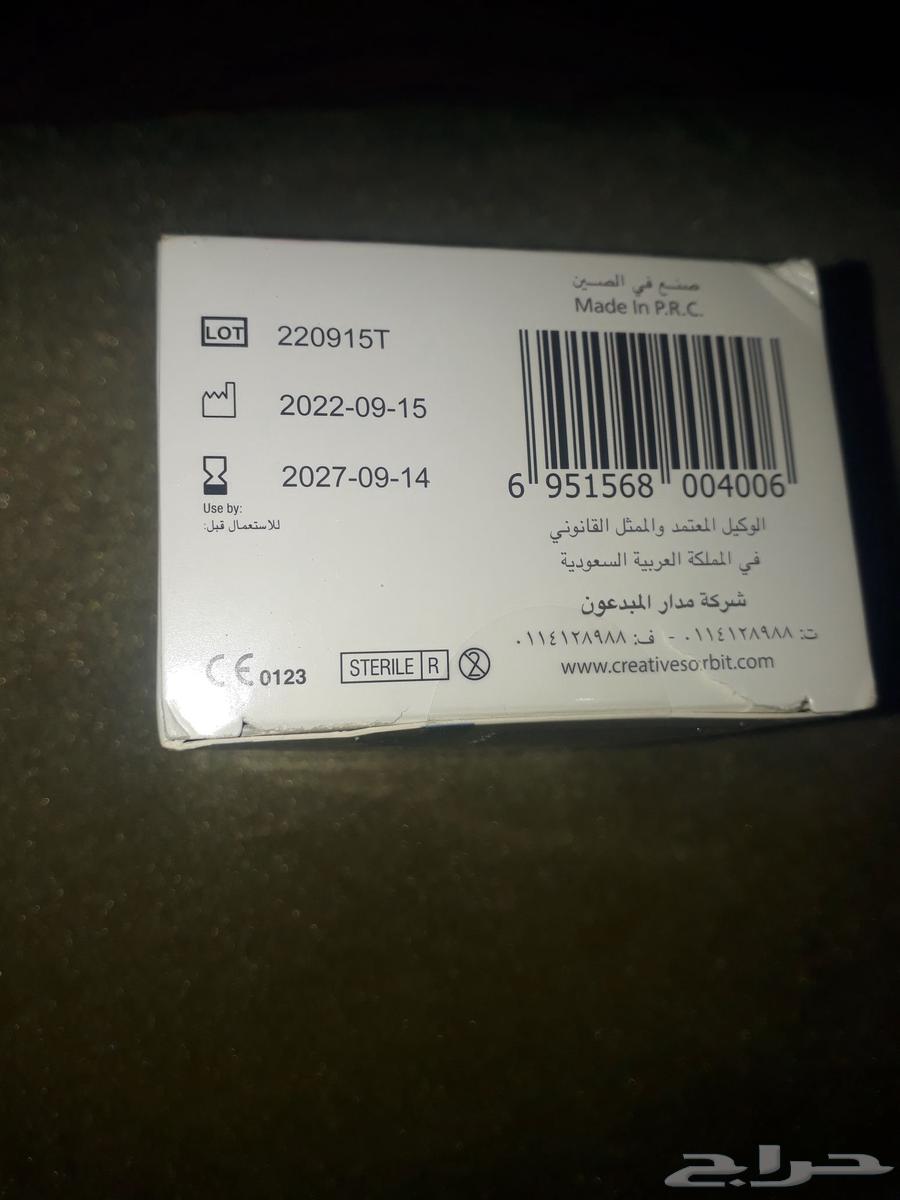 صنع في الصين
Made In P.R.C.
LOT 220915T
2022-09-15
2027-09-14
Use by:
للاستعمال قبل:
6 951568 004006
الوكيل المعتمد والممثل القانوني
في المملكة العربية السعودية
شركة مدار المبدعون
ت: ٠١١٤١٢٨٩٨٨ - ف: ٠١١٤١٢٨٩٨٨
www.creativesorbit.com
CE 0123
STERILE R
2
حراج